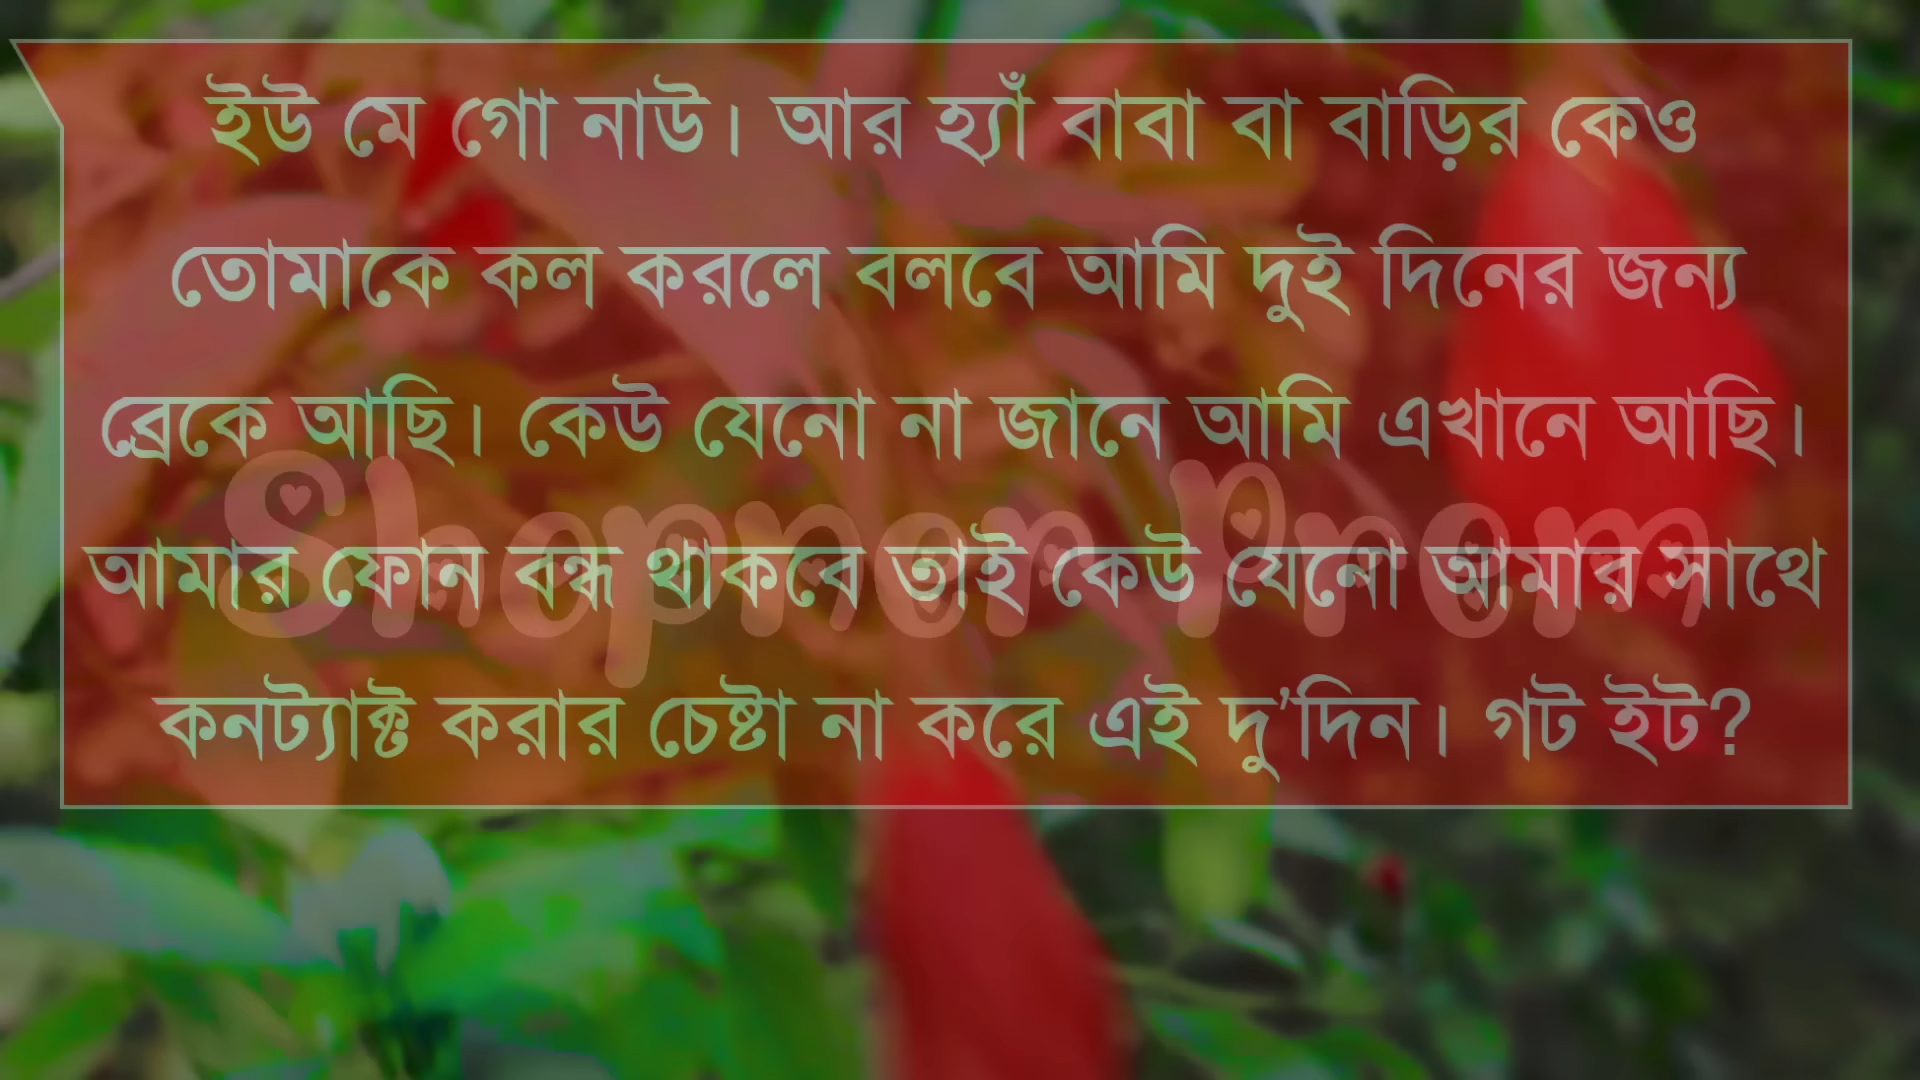 ইউ মে গো নাউ। আর হ্যাঁ বাবা বা বাড়ির কেও
তোমাকে কল করলে বলবে আমি দুই দিনের জন্য
ব্রেকে আছি। কেউ যেনো না জানে আমি এখানে আছি।
আমার ফোন বন্ধ থাকবে তাই কেউ যেনো আমার সাথে
কনট্যাক্ট করার চেষ্টা না করে এই দু'দিন। গট ইট?
Shopner Prem